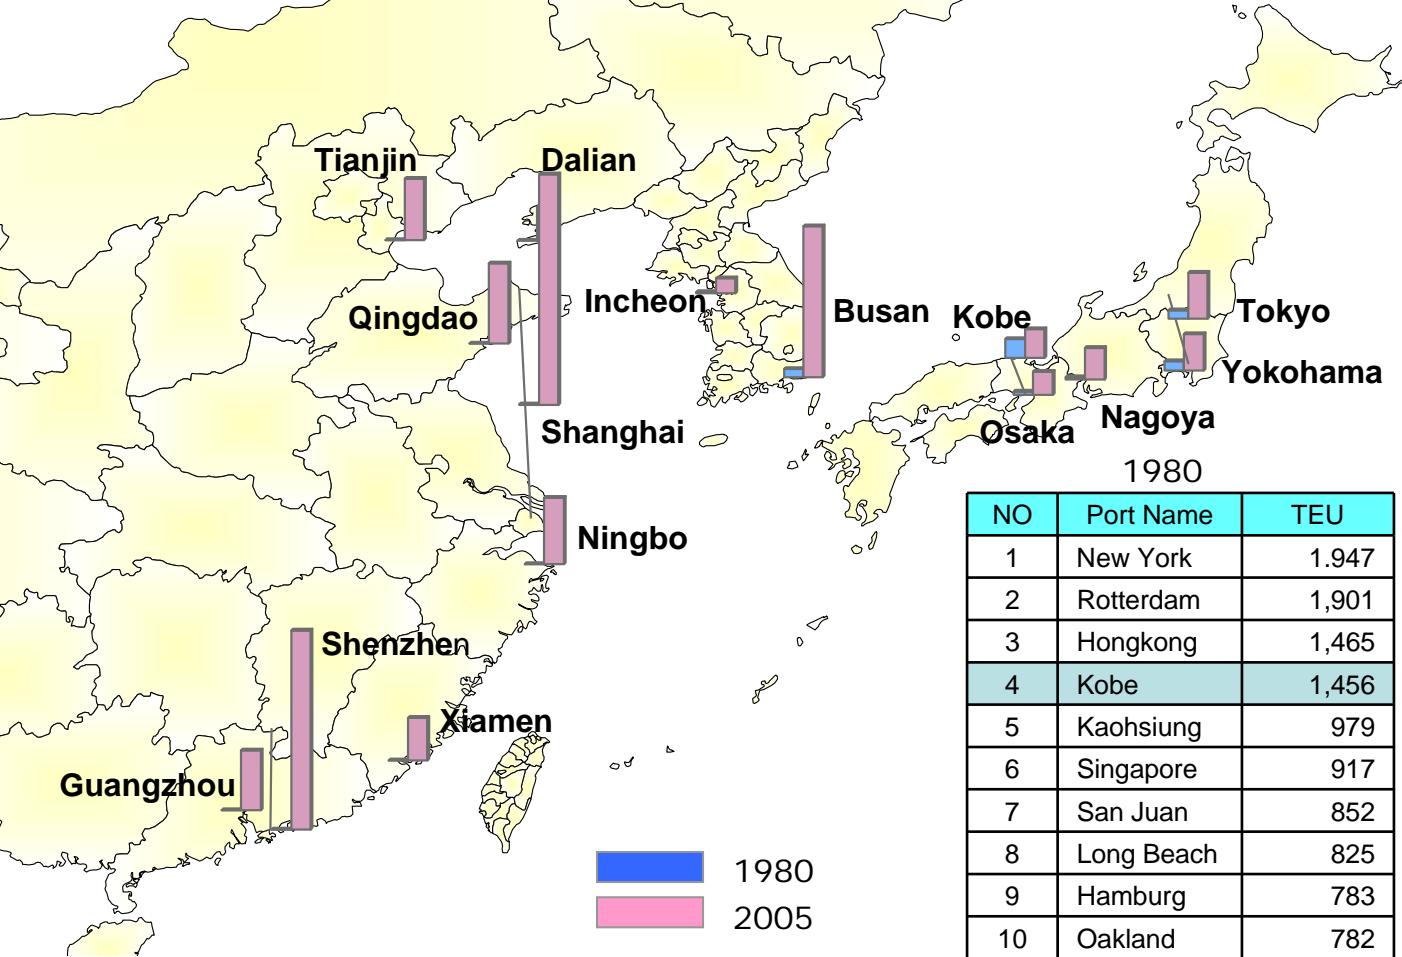 Tianjin
Dalian
Qingdao
Incheon
Busan
Kobe
Tokyo
Yokohama
Nagoya
Osaka
Shanghai
Ningbo
Shenzhen
Xiamen
Guangzhou
1980
2005
1980
NO Port Name TEU
1 New York 1.947
2 Rotterdam 1,901
3 Hongkong 1,465
4 Kobe 1,456
5 Kaohsiung 979
6 Singapore 917
7 San Juan 852
8 Long Beach 825
9 Hamburg 783
10 Oakland 782